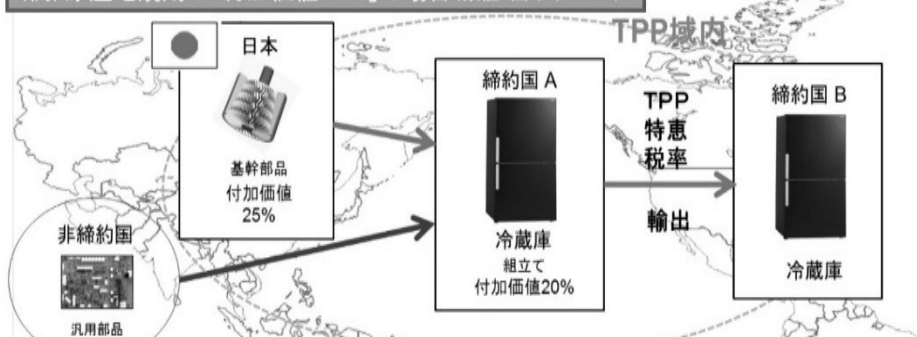 TPP域内
日本
基幹部品
付加価値
25%
非締約国
汎用部品
締約国 A
冷蔵庫
組立て
付加価値20%
TPP
特恵
税率
輸出
締約国 B
冷蔵庫